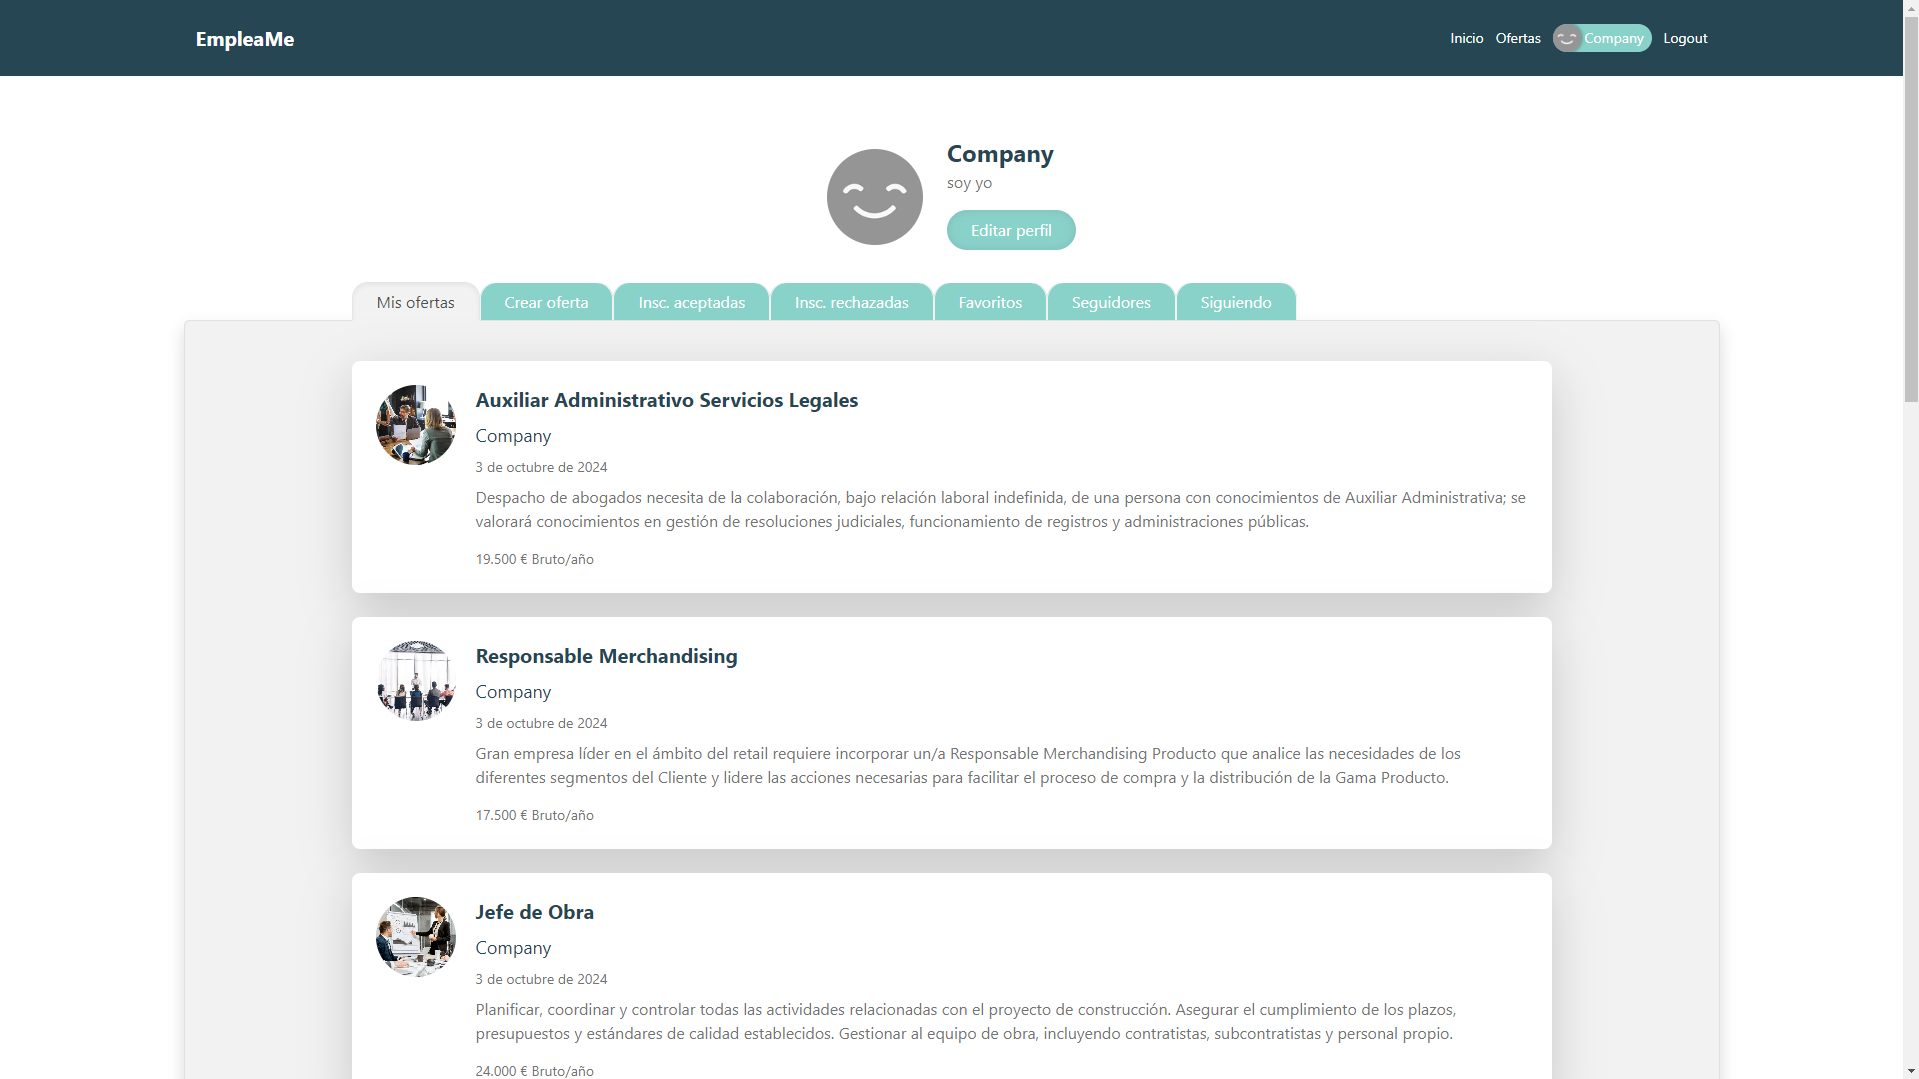 EmpleaMe
Inicio Ofertas Company Logout
Company
soy yo
Editar perfil
Mis ofertas Crear oferta Insc. aceptadas Insc. rechazadas Favoritos Seguidores Siguiendo
Auxiliar Administrativo Servicios Legales
Company
3 de octubre de 2024
Despacho de abogados necesita de la colaboración, bajo relación laboral indefinida, de una persona con conocimientos de Auxiliar Administrativa; se
valorará conocimientos en gestión de resoluciones judiciales, funcionamiento de registros y administraciones públicas.
19.500 € Bruto/año
Responsable Merchandising
Company
3 de octubre de 2024
Gran empresa líder en el ámbito del retail requiere incorporar un/a Responsable Merchandising Producto que analice las necesidades de los
diferentes segmentos del Cliente y lidere las acciones necesarias para facilitar el proceso de compra y la distribución de la Gama Producto.
17.500 € Bruto/año
Jefe de Obra
Company
3 de octubre de 2024
Planificar, coordinar y controlar todas las actividades relacionadas con el proyecto de construcción. Asegurar el cumplimiento de los plazos,
presupuestos y estándares de calidad establecidos. Gestionar al equipo de obra, incluyendo contratistas, subcontratistas y personal propio.
24.000 € Bruto/año